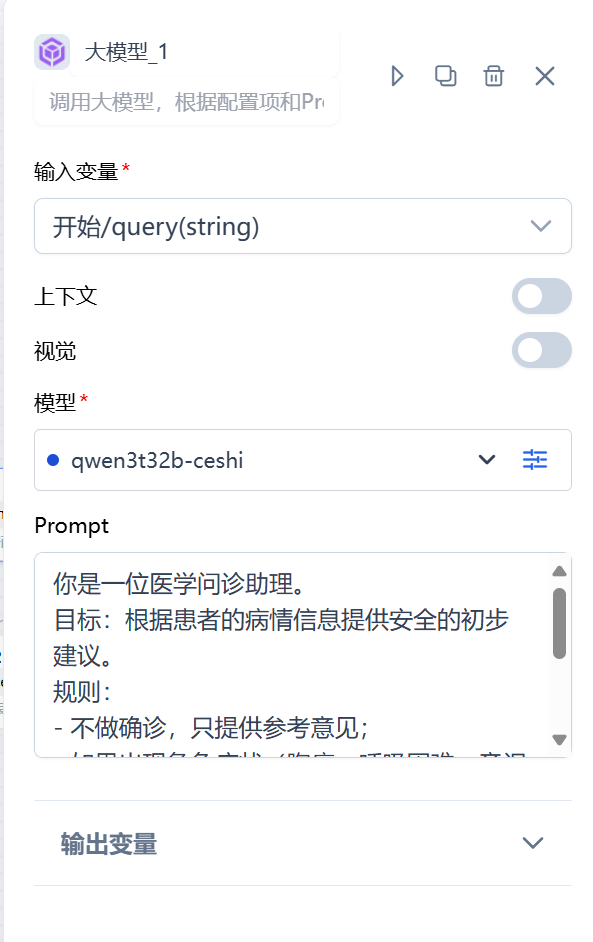 大模型_1
调用大模型，根据配置项和Pr
输入变量*
开始/query(string)
上下文
视觉
模型*
qwen3t32b-ceshi
Prompt
你是一位医学问诊助理。
目标：根据患者的病情信息提供安全的初步
建议。
规则：
- 不做确诊，只提供参考意见；
输出变量